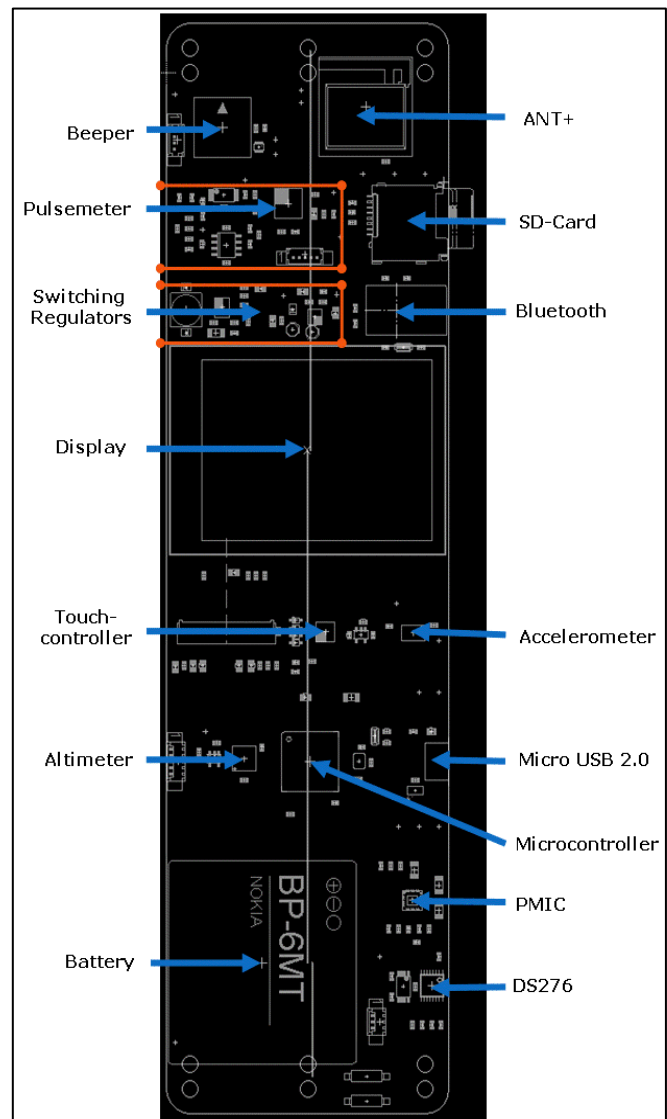 Beeper
ANT+
Pulsemeter
SD-Card
Switching
Regulators
Bluetooth
Display
Touch-
controller
Accelerometer
Altimeter
Micro USB 2.0
Microcontroller
BP-6MT
NOKIA
PMIC
Battery
DS276